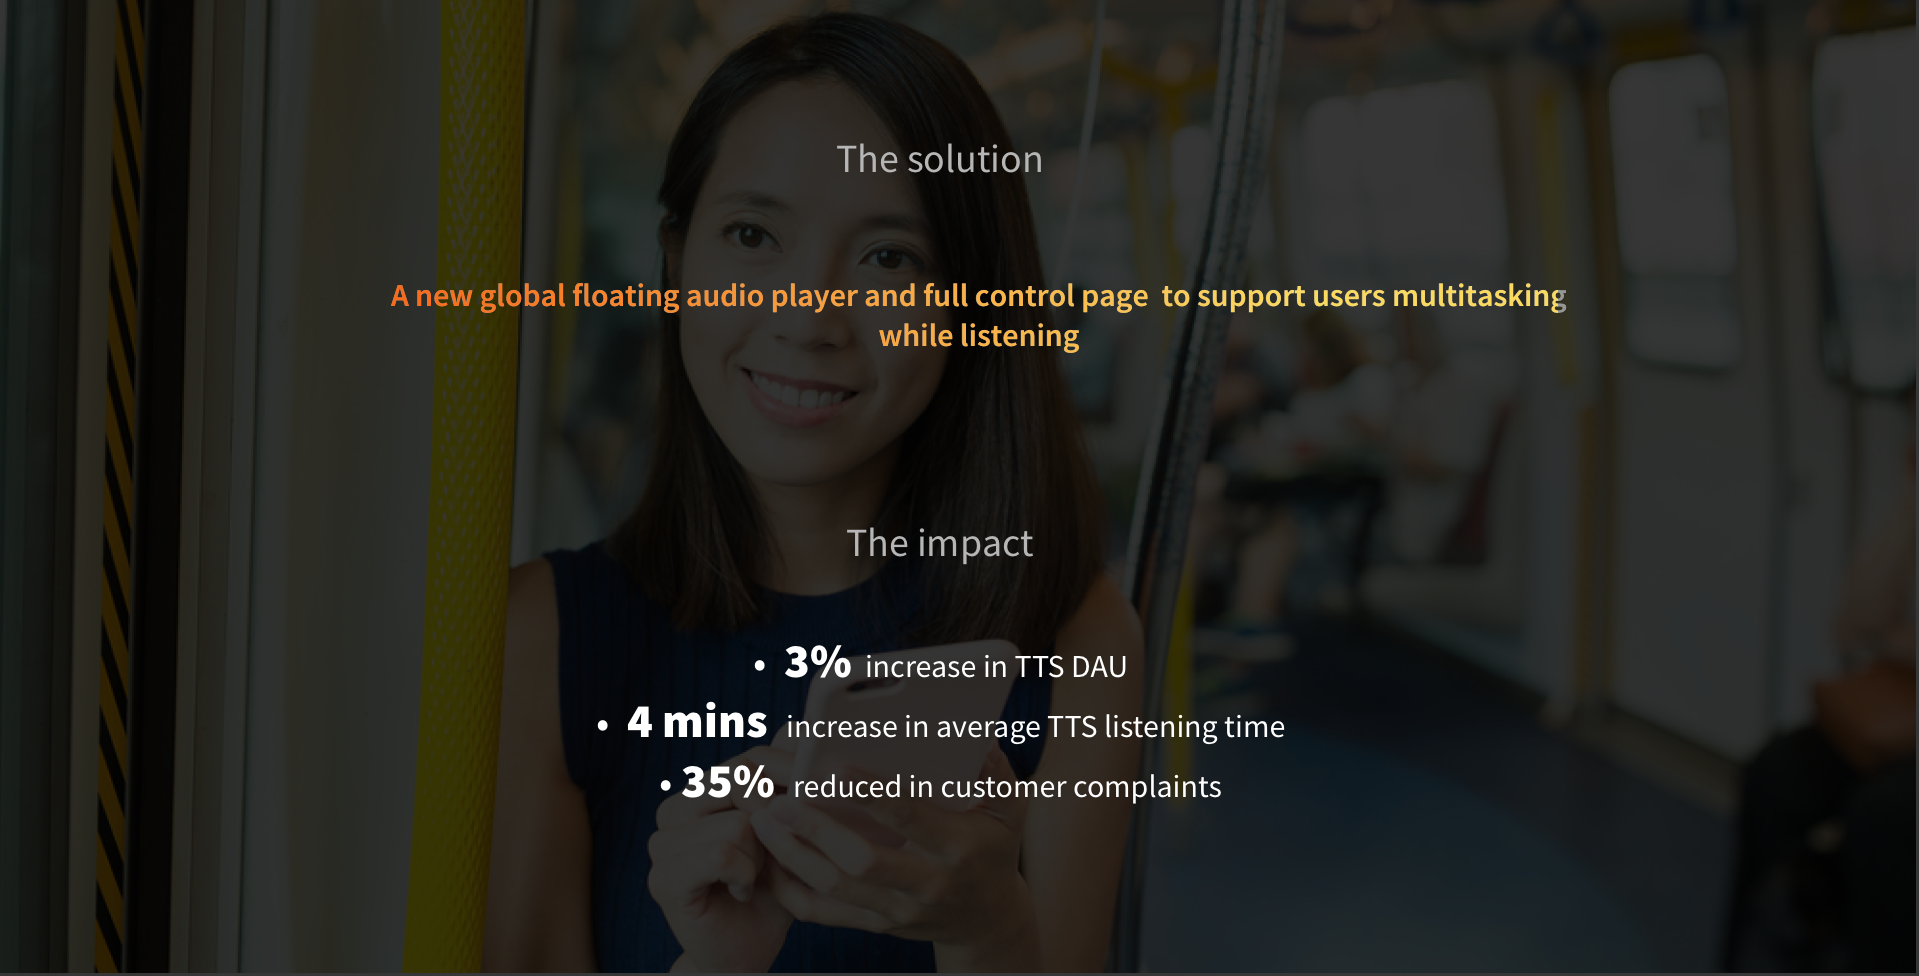 The solution
A new global floating audio player and full control page  to support users multitasking
while listening
The impact
• 3% increase in TTS DAU
• 4 mins increase in average TTS listening time
• 35% reduced in customer complaints